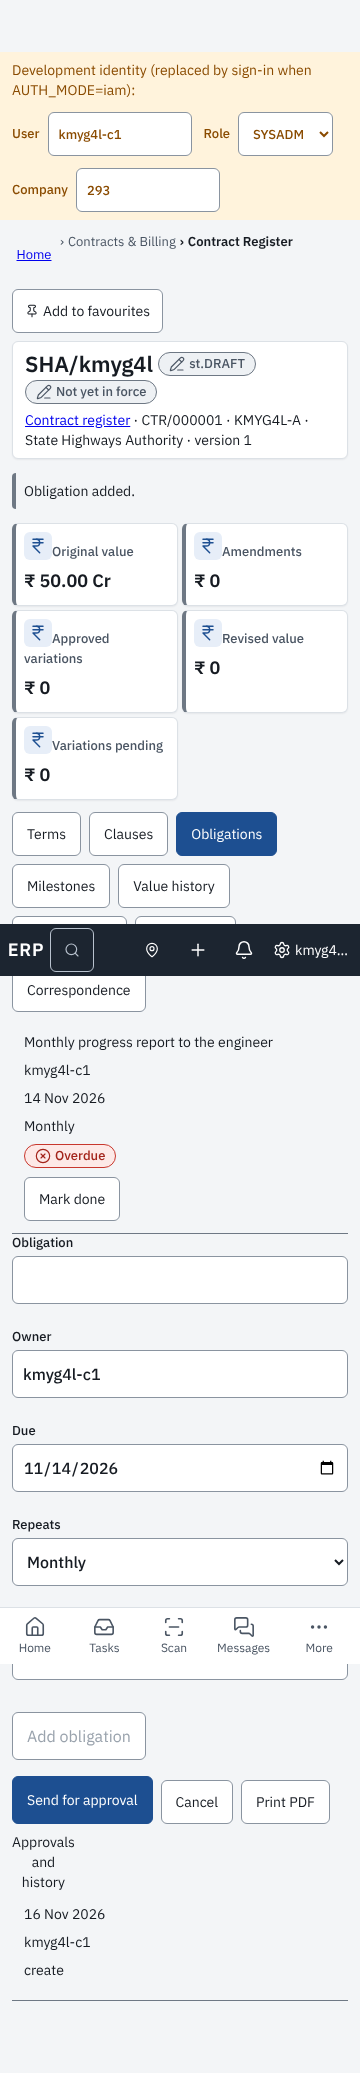 Development identity (replaced by sign-in when
AUTH_MODE=iam):
User kmyg4l-c1 Role SYSADM
Company 293
Home › Contracts & Billing › Contract Register
Add to favourites
SHA/kmyg4l st.DRAFT
Not yet in force
Contract register · CTR/000001 · KMYG4L-A ·
State Highways Authority · version 1
Obligation added.
₹ Original value
₹ 50.00 Cr
₹ Amendments
₹ 0
₹ Approved
variations
₹ 0
₹ Revised value
₹ 0
₹ Variations pending
₹ 0
Terms Clauses Obligations
Milestones Value history
ERP kmyg4...
Correspondence
Monthly progress report to the engineer
kmyg4l-c1
14 Nov 2026
Monthly
Overdue
Mark done
Obligation
Owner
kmyg4l-c1
Due
11/14/2026
Repeats
Monthly
Home Tasks Scan Messages More
Add obligation
Send for approval Cancel Print PDF
Approvals
and
history
16 Nov 2026
kmyg4l-c1
create